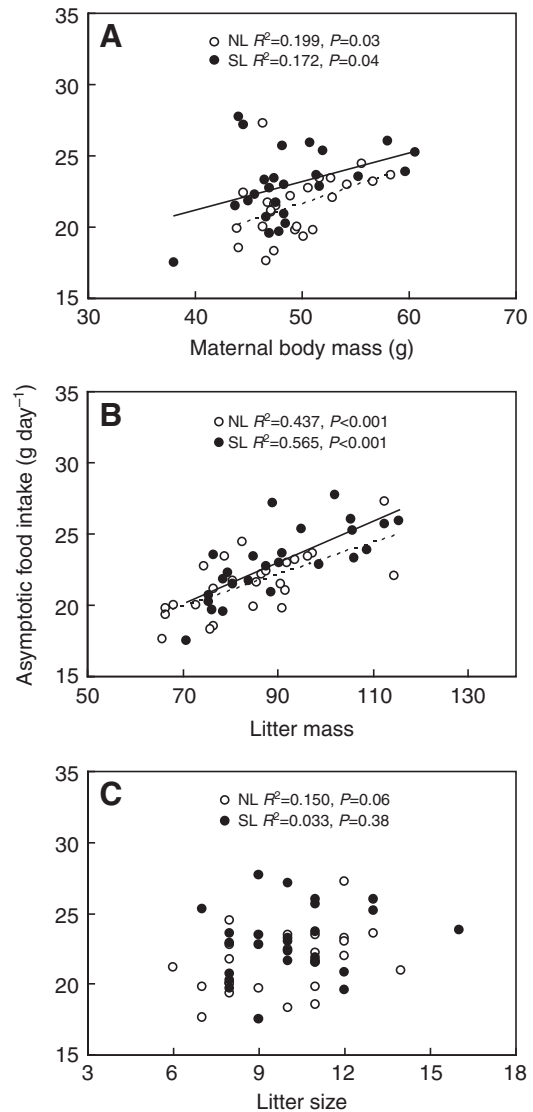 A
NL R²=0.199, P=0.03
SL R²=0.172, P=0.04
35
30
25
20
15
30 40 50 60 70
Maternal body mass (g)
Asymptotic food intake (g day⁻¹)
B
NL R²=0.437, P<0.001
SL R²=0.565, P<0.001
35
30
25
20
15
50 70 90 110 130
Litter mass
C
NL R²=0.150, P=0.06
SL R²=0.033, P=0.38
35
30
25
20
15
3 6 9 12 15 18
Litter size